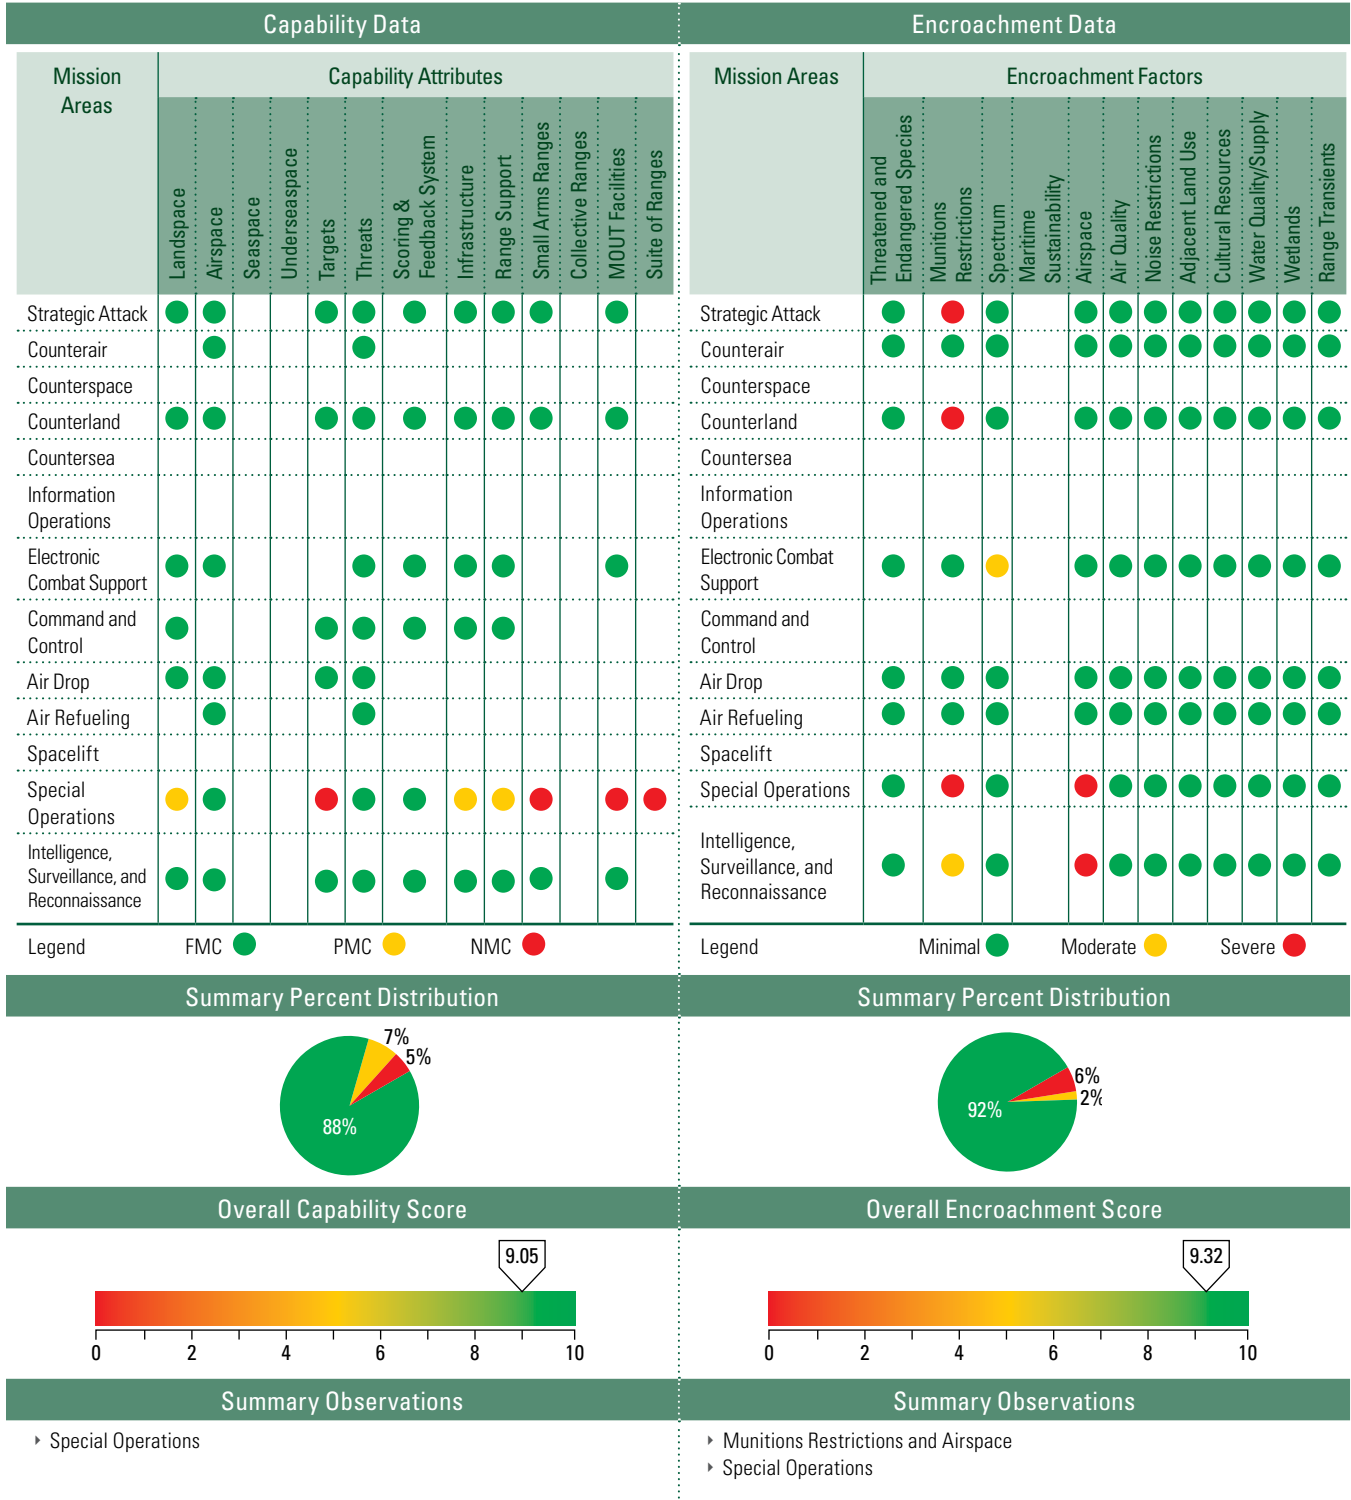 Capability Data
Mission
Areas
Capability Attributes
Landspace
Airspace
Seaspace
Underseaspace
Targets
Threats
Scoring &
Feedback System
Infrastructure
Range Support
Small Arms Ranges
Collective Ranges
MOUT Facilities
Suite of Ranges
Strategic Attack
Counterair
Counterspace
Counterland
Countersea
Information
Operations
Electronic
Combat Support
Command and
Control
Air Drop
Air Refueling
Spacelift
Special
Operations
Intelligence,
Surveillance, and
Reconnaissance
Legend
FMC
PMC
NMC
Summary Percent Distribution
7%
5%
88%
Overall Capability Score
9.05
0 2 4 6 8 10
Summary Observations
‣ Special Operations
Encroachment Data
Mission Areas
Encroachment Factors
Threatened and
Endangered Species
Munitions
Restrictions
Spectrum
Maritime
Sustainability
Airspace
Air Quality
Noise Restrictions
Adjacent Land Use
Cultural Resources
Water Quality/Supply
Wetlands
Range Transients
Strategic Attack
Counterair
Counterspace
Counterland
Countersea
Information
Operations
Electronic Combat
Support
Command and
Control
Air Drop
Air Refueling
Spacelift
Special Operations
Intelligence,
Surveillance, and
Reconnaissance
Legend
Minimal
Moderate
Severe
Summary Percent Distribution
6%
2%
92%
Overall Encroachment Score
9.32
0 2 4 6 8 10
Summary Observations
‣ Munitions Restrictions and Airspace
‣ Special Operations